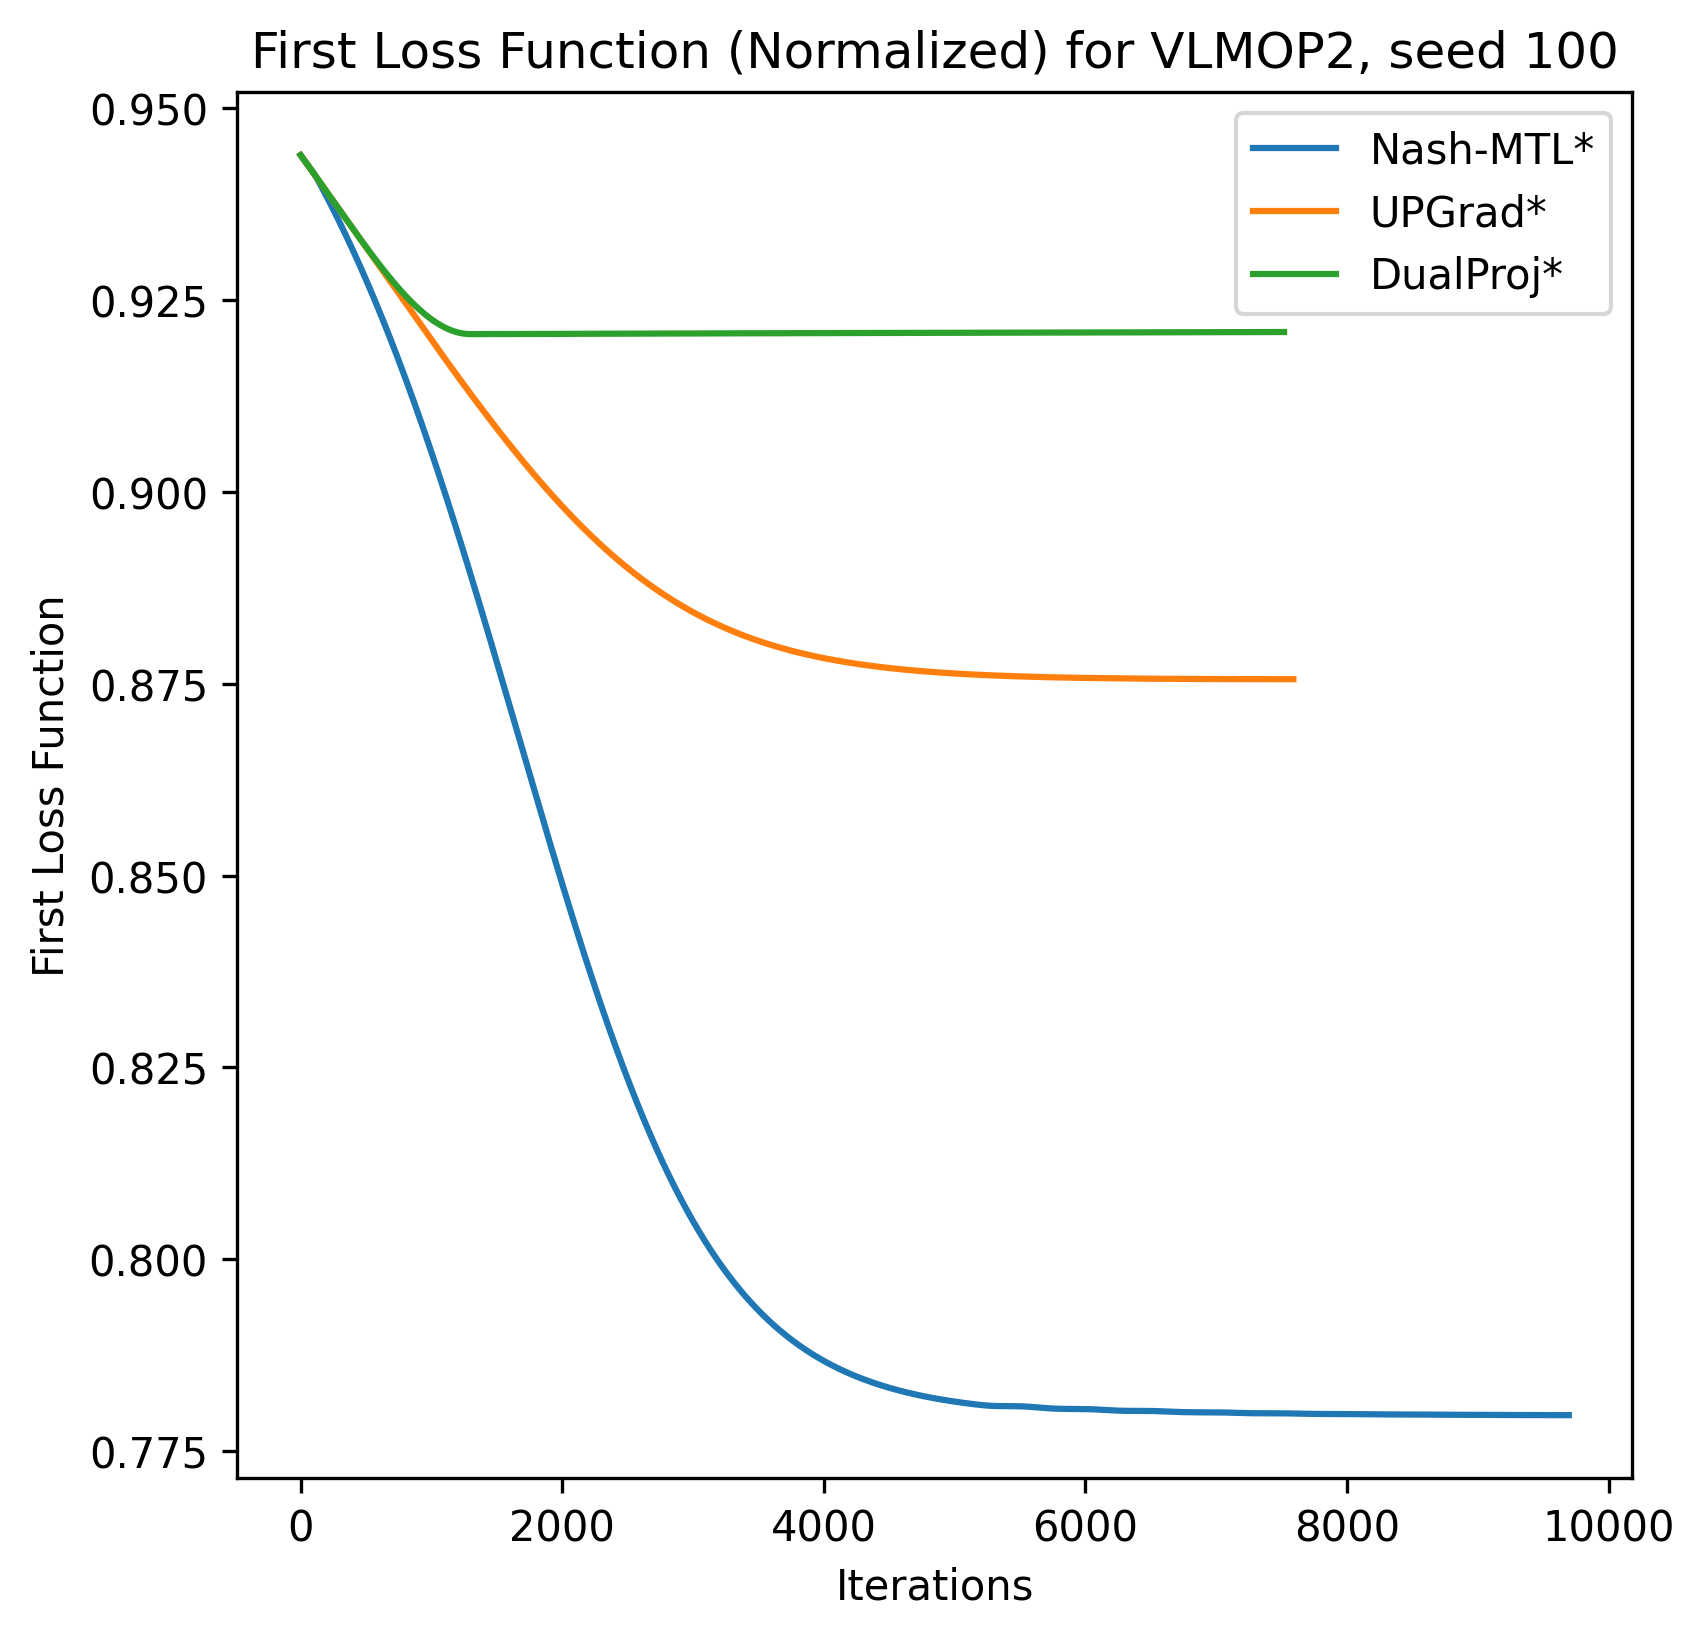 First Loss Function (Normalized) for VLMOP2, seed 100
Nash-MTL*
UPGrad*
DualProj*
First Loss Function
0.950
0.925
0.900
0.875
0.850
0.825
0.800
0.775
0 2000 4000 6000 8000 10000
Iterations